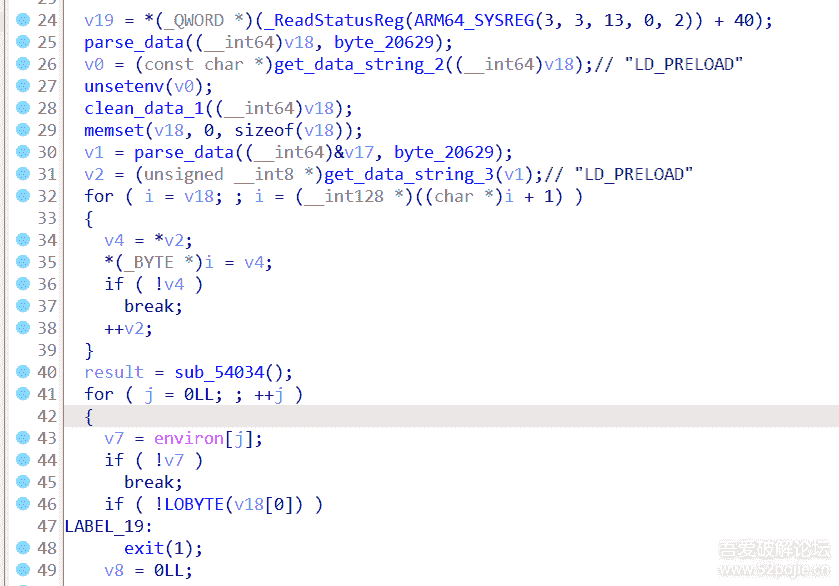 24 v19 = *(_QWORD *)(_ReadStatusReg(ARM64_SYSREG(3, 3, 13, 0, 2)) + 40);
25 parse_data((__int64)v18, byte_20629);
26 v0 = (const char *)get_data_string_2((__int64)v18);// "LD_PRELOAD"
27 unsetenv(v0);
28 clean_data_1((__int64)v18);
29 memset(v18, 0, sizeof(v18));
30 v1 = parse_data((__int64)&v17, byte_20629);
31 v2 = (unsigned __int8 *)get_data_string_3(v1);// "LD_PRELOAD"
32 for ( i = v18; ; i = (__int128 *)((char *)i + 1) )
33 {
34 v4 = *v2;
35 *(_BYTE *)i = v4;
36 if ( !v4 )
37 break;
38 ++v2;
39 }
40 result = sub_54034();
41 for ( j = 0LL; ; ++j )
42 {
43 v7 = environ[j];
44 if ( !v7 )
45 break;
46 if ( !LOBYTE(v18[0]) )
47 LABEL_19:
48 exit(1);
49 v8 = 0LL;
吾爱破解论坛
www.52pojie.cn